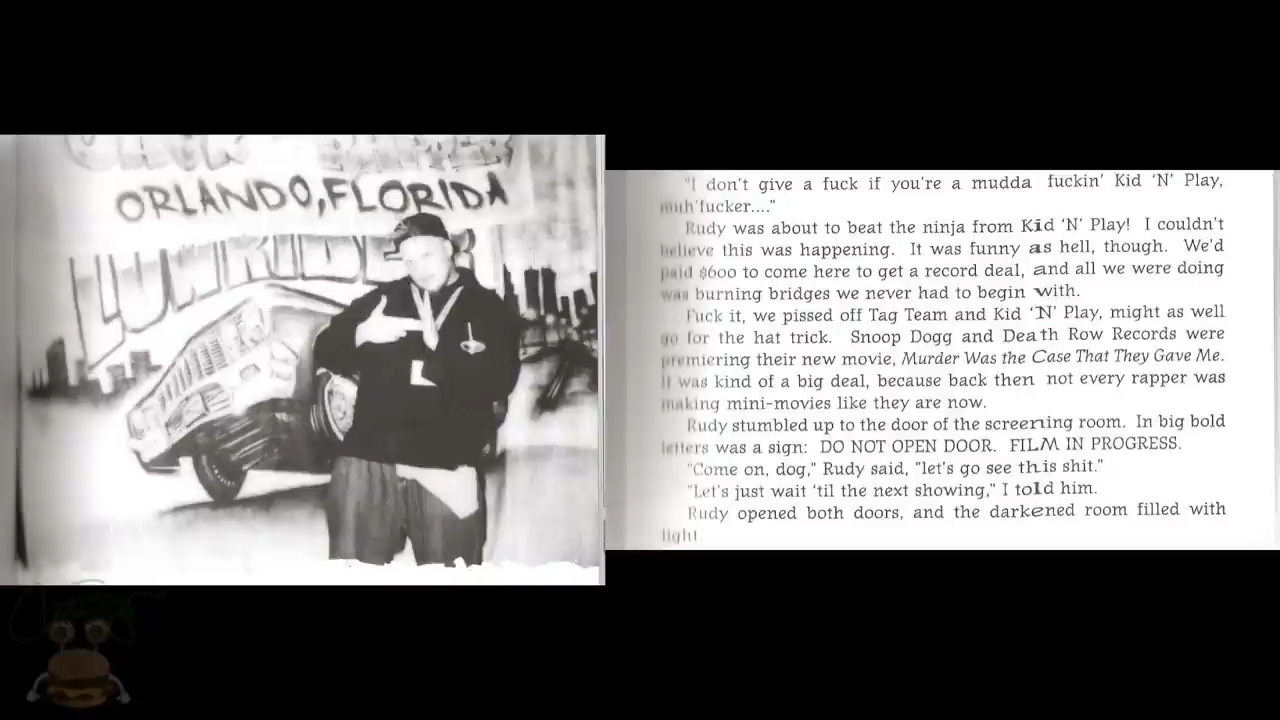 ORLANDO, FLORIDA
LOWRIDER
"I don't give a fuck if you're a mudda fuckin' Kid 'N' Play,
muh'fucker...."
Rudy was about to beat the ninja from Kid 'N' Play! I couldn't
believe this was happening. It was funny as hell, though. We'd
paid $600 to come here to get a record deal, and all we were doing
was burning bridges we never had to begin with.
Fuck it, we pissed off Tag Team and Kid 'N' Play, might as well
go for the hat trick. Snoop Dogg and Death Row Records were
premiering their new movie, Murder Was the Case That They Gave Me.
It was kind of a big deal, because back then not every rapper was
making mini-movies like they are now.
Rudy stumbled up to the door of the screening room. In big bold
letters was a sign: DO NOT OPEN DOOR. FILM IN PROGRESS.
"Come on, dog," Rudy said, "let's go see this shit."
"Let's just wait 'til the next showing," I told him.
Rudy opened both doors, and the darkened room filled with
light.